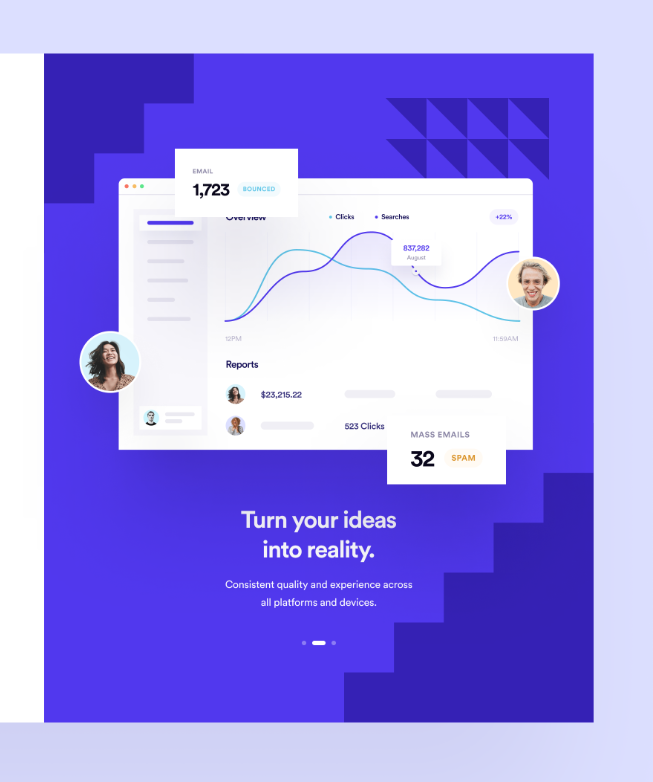 EMAIL
1,723 BOUNCED
Overview
Clicks
Searches
+22%
837,282
August
12PM
11:59AM
Reports
$23,215.22
523 Clicks
MASS EMAILS
32 SPAM
Turn your ideas
into reality.
Consistent quality and experience across
all platforms and devices.